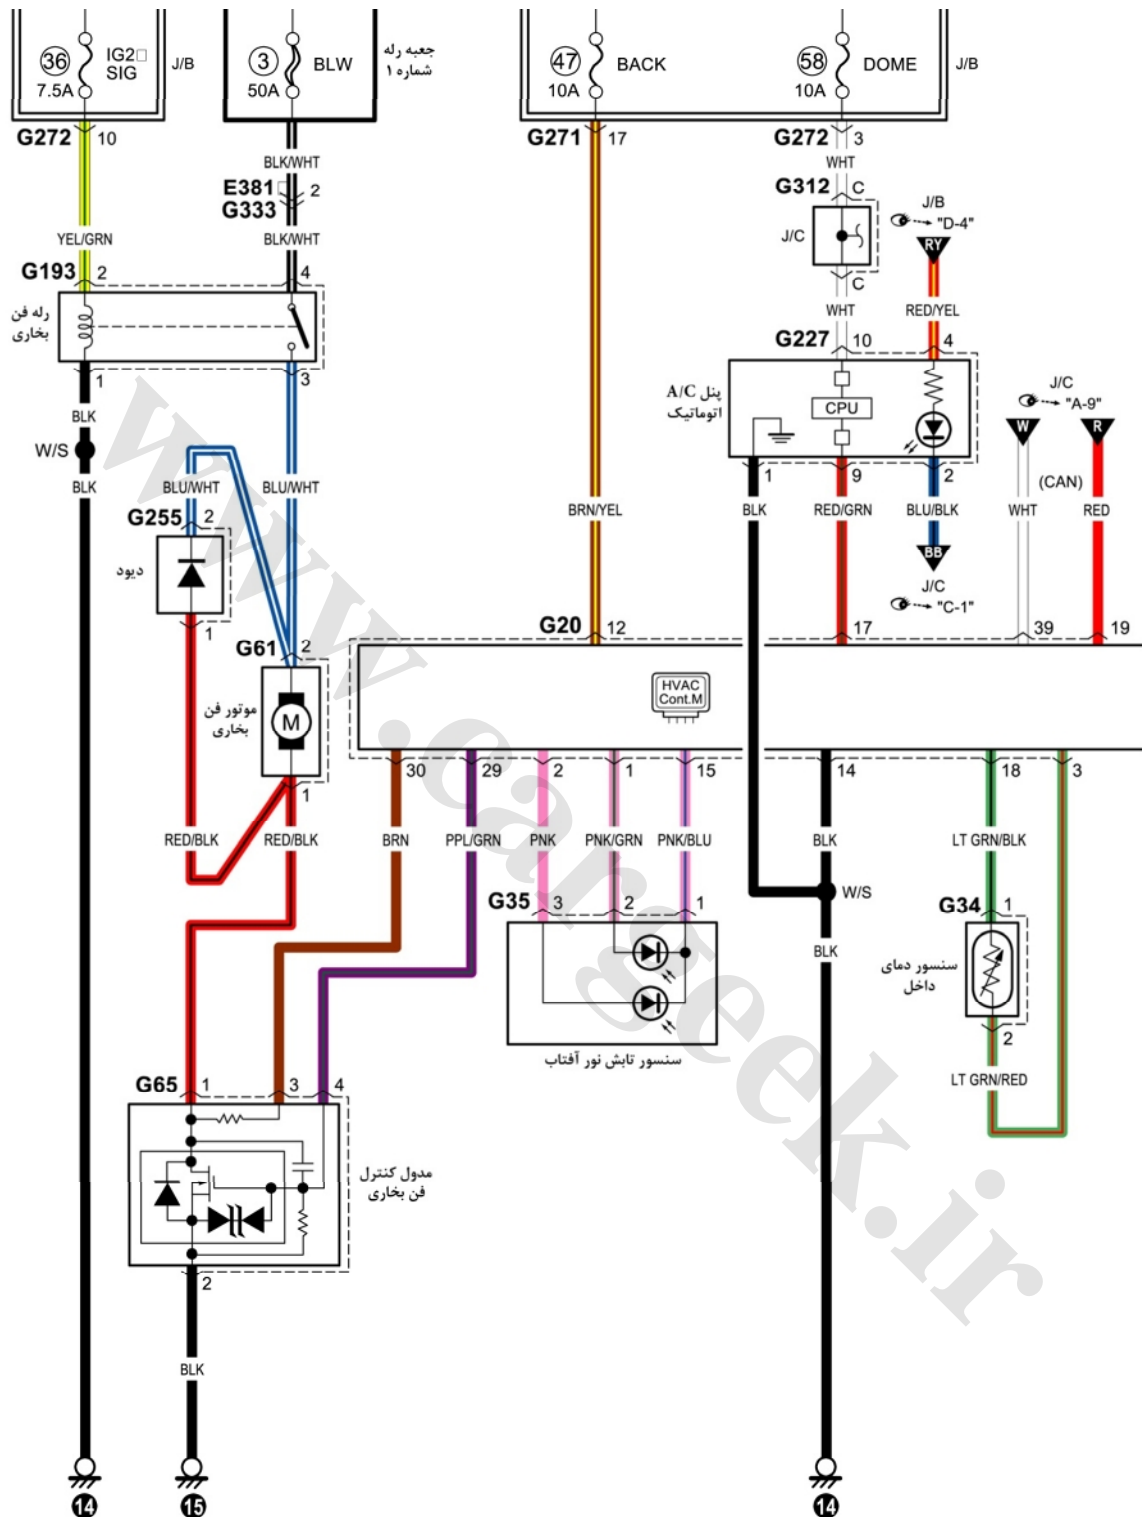 36
7.5A
IG2
SIG
J/B
3
50A
BLW
جعبه رله
شماره ۱
47
10A
BACK
58
10A
DOME
J/B
G272
10
G271
17
G272
3
BLK/WHT
WHT
E381
G333
2
G312
C
J/C
C
J/B
"D-4"
RY
YEL/GRN
BLK/WHT
G193
2
4
رله فن
بخاری
1
3
WHT
RED/YEL
G227
10
4
پنل A/C
اتوماتیک
CPU
1
9
2
J/C
"A-9"
W
R
(CAN)
BLK
W/S
BLK
BLU/WHT
BLU/WHT
G255
2
دیود
1
BRN/YEL
BLK
RED/GRN
BLU/BLK
WHT
RED
BB
J/C
"C-1"
G61
2
موتور فن
بخاری
M
1
G20
12
17
39
19
HVAC
Cont.M
30
29
2
1
15
14
18
3
RED/BLK
RED/BLK
BRN
PPL/GRN
PNK
PNK/GRN
PNK/BLU
BLK
LT GRN/BLK
W/S
BLK
G35
3
2
1
سنسور تابش نور آفتاب
G34
1
سنسور دمای
داخل
2
LT GRN/RED
G65
1
3
4
مدول کنترل
فن بخاری
2
BLK
14
15
14
www.cargeek.ir